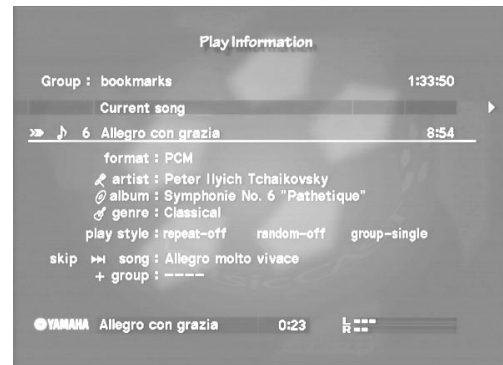 Play Information
Group : bookmarks 1:33:50
Current song
6 Allegro con grazia 8:54
format : PCM
artist : Peter Ilyich Tchaikovsky
album : Symphonie No. 6 "Pathetique"
genre : Classical
play style : repeat-off random-off group-single
skip song : Allegro molto vivace
+ group : ----
YAMAHA Allegro con grazia 0:23 L R